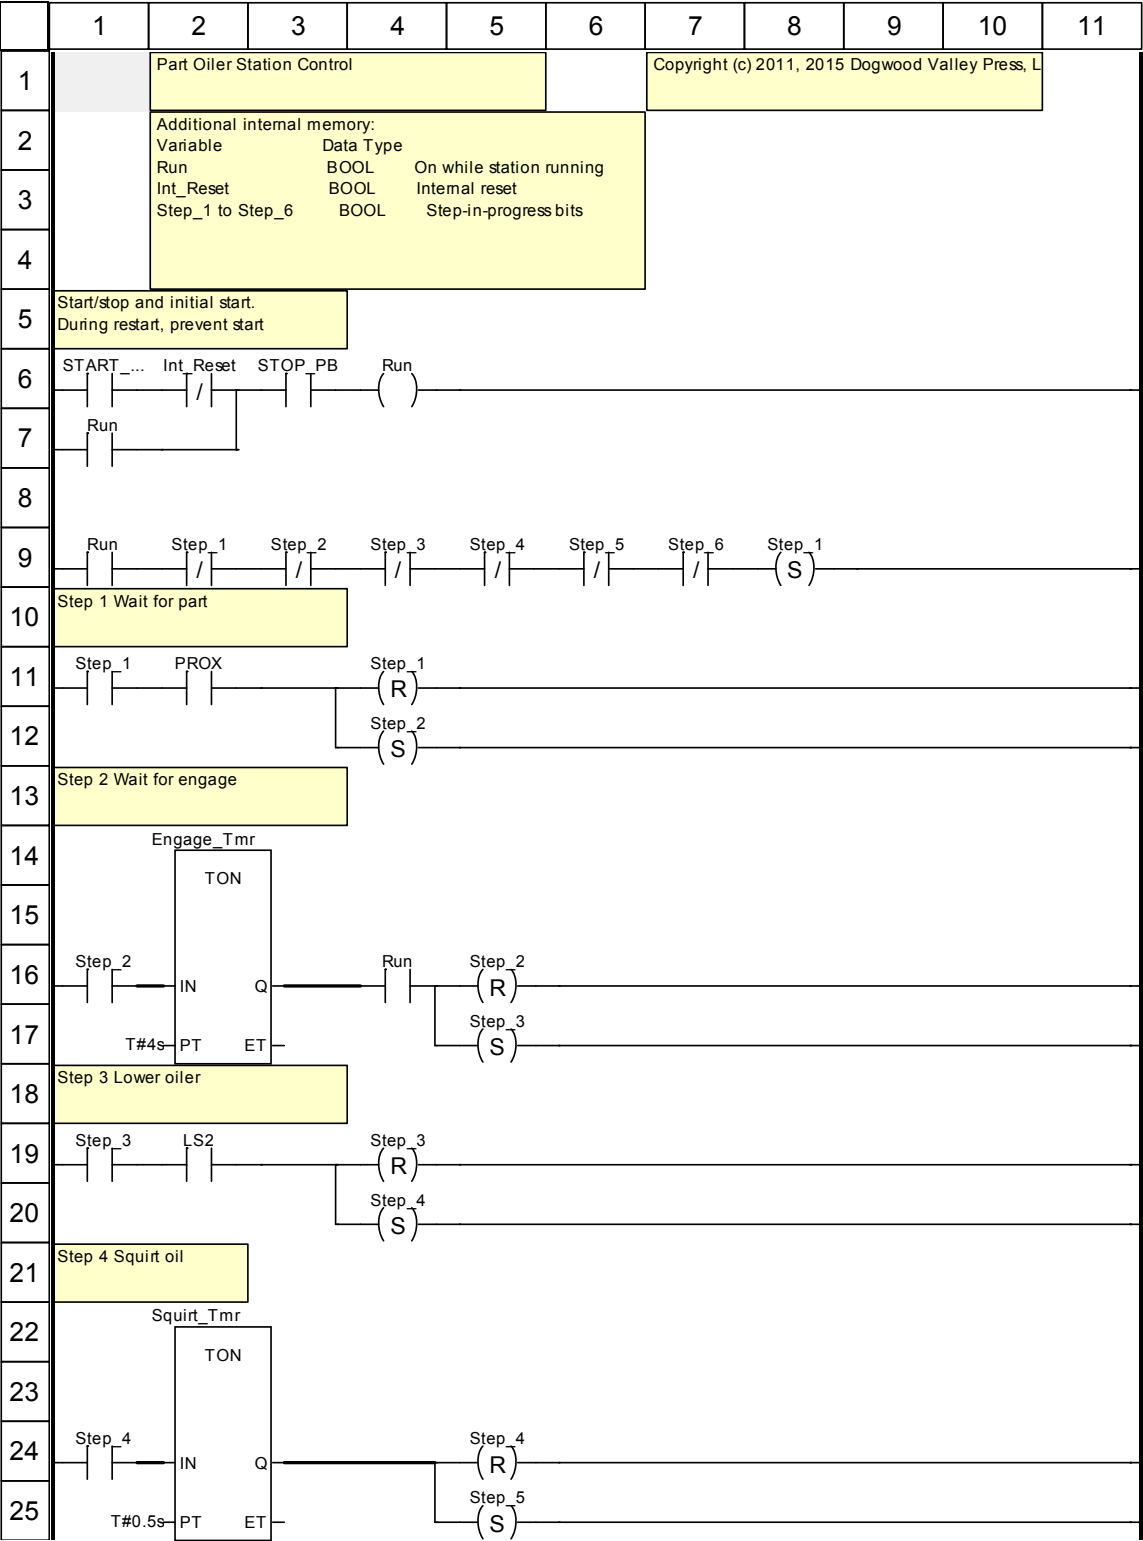 1 2 3 4 5 6 7 8 9 10 11
1 Part Oiler Station Control Copyright (c) 2011, 2015 Dogwood Valley Press, L
2 Additional internal memory:
Variable Data Type
Run BOOL On while station running
3 Int_Reset BOOL Internal reset
Step_1 to Step_6 BOOL Step-in-progress bits
4
5 Start/stop and initial start.
During restart, prevent start
START_... Int_Reset STOP_PB Run
6 /
7 Run
8
Run Step_1 Step_2 Step_3 Step_4 Step_5 Step_6 Step_1
9 / / / / / / S
10 Step 1 Wait for part
Step_1 PROX Step_1
11 R
Step_2
12 S
13 Step 2 Wait for engage
Engage_Tmr
14 TON
15
Step_2 Run Step_2
16 IN Q R
Step_3
17 T#4s PT ET S
18 Step 3 Lower oiler
Step_3 LS2 Step_3
19 R
Step_4
20 S
21 Step 4 Squirt oil
Squirt_Tmr
22 TON
23
Step_4 Step_4
24 IN Q R
Step_5
25 T#0.5s PT ET S